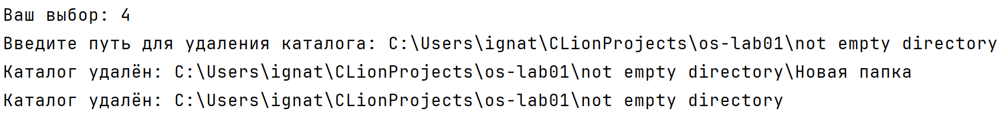 Ваш выбор: 4
Введите путь для удаления каталога: C:\Users\ignat\CLionProjects\os-lab01\not empty directory
Каталог удалён: C:\Users\ignat\CLionProjects\os-lab01\not empty directory\Новая папка
Каталог удалён: C:\Users\ignat\CLionProjects\os-lab01\not empty directory